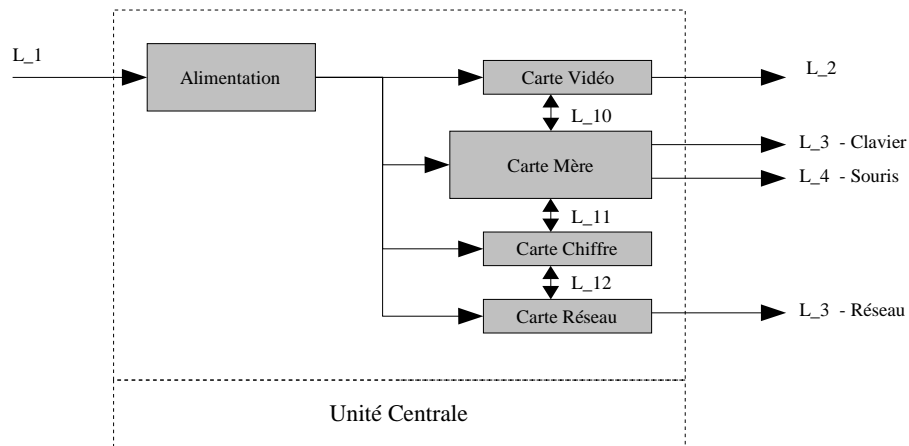 L_1
Alimentation
Carte Vidéo
L_2
L_10
Carte Mère
L_3 - Clavier
L_4 - Souris
L_11
Carte Chiffre
L_12
Carte Réseau
L_3 - Réseau
Unité Centrale